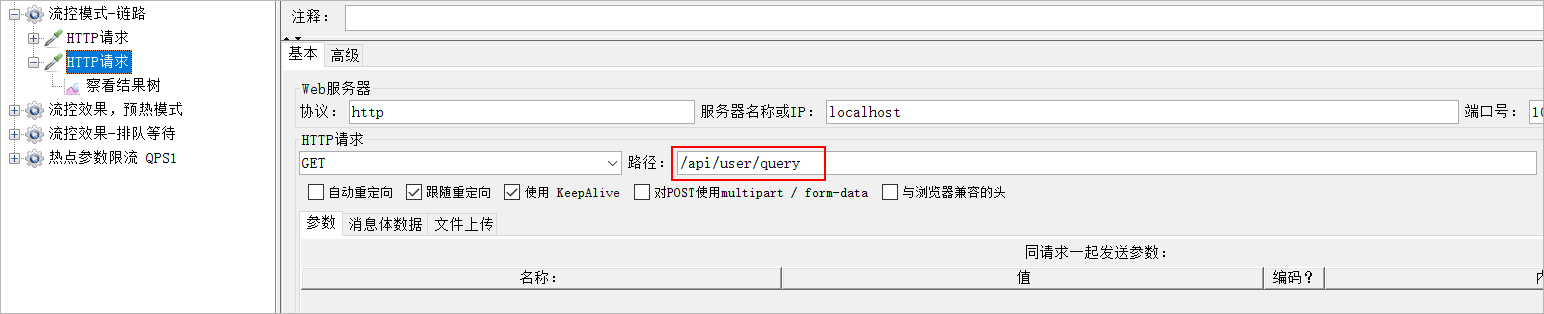 流控模式-链路
HTTP请求
HTTP请求
察看结果树
流控效果，预热模式
流控效果-排队等待
热点参数限流 QPS1
注释：
基本 高级
Web服务器
协议： http 服务器名称或IP： localhost 端口号： 10
HTTP请求
GET 路径： /api/user/query
自动重定向 跟随重定向 使用 KeepAlive 对POST使用multipart / form-data 与浏览器兼容的头
参数 消息体数据 文件上传
同请求一起发送参数：
名称： 值 编码？